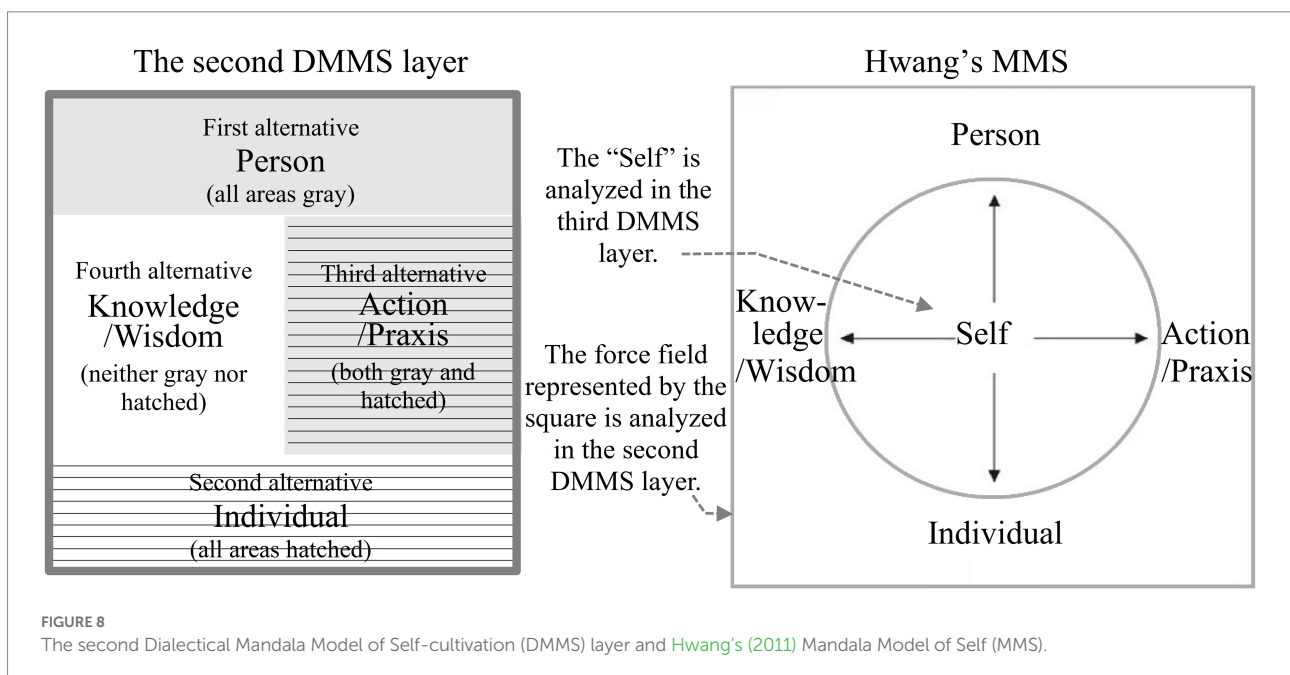 The second DMMS layer
First alternative
Person
(all areas gray)
Fourth alternative
Knowledge
/Wisdom
(neither gray nor
hatched)
Third alternative
Action
/Praxis
(both gray and
hatched)
Second alternative
Individual
(all areas hatched)
The “Self” is
analyzed in the
third DMMS
layer.
The force field
represented by the
square is analyzed
in the second
DMMS layer.
Hwang’s MMS
Person
Know-
ledge
/Wisdom
Self
Action
/Praxis
Individual
FIGURE 8
The second Dialectical Mandala Model of Self-cultivation (DMMS) layer and Hwang’s (2011) Mandala Model of Self (MMS).